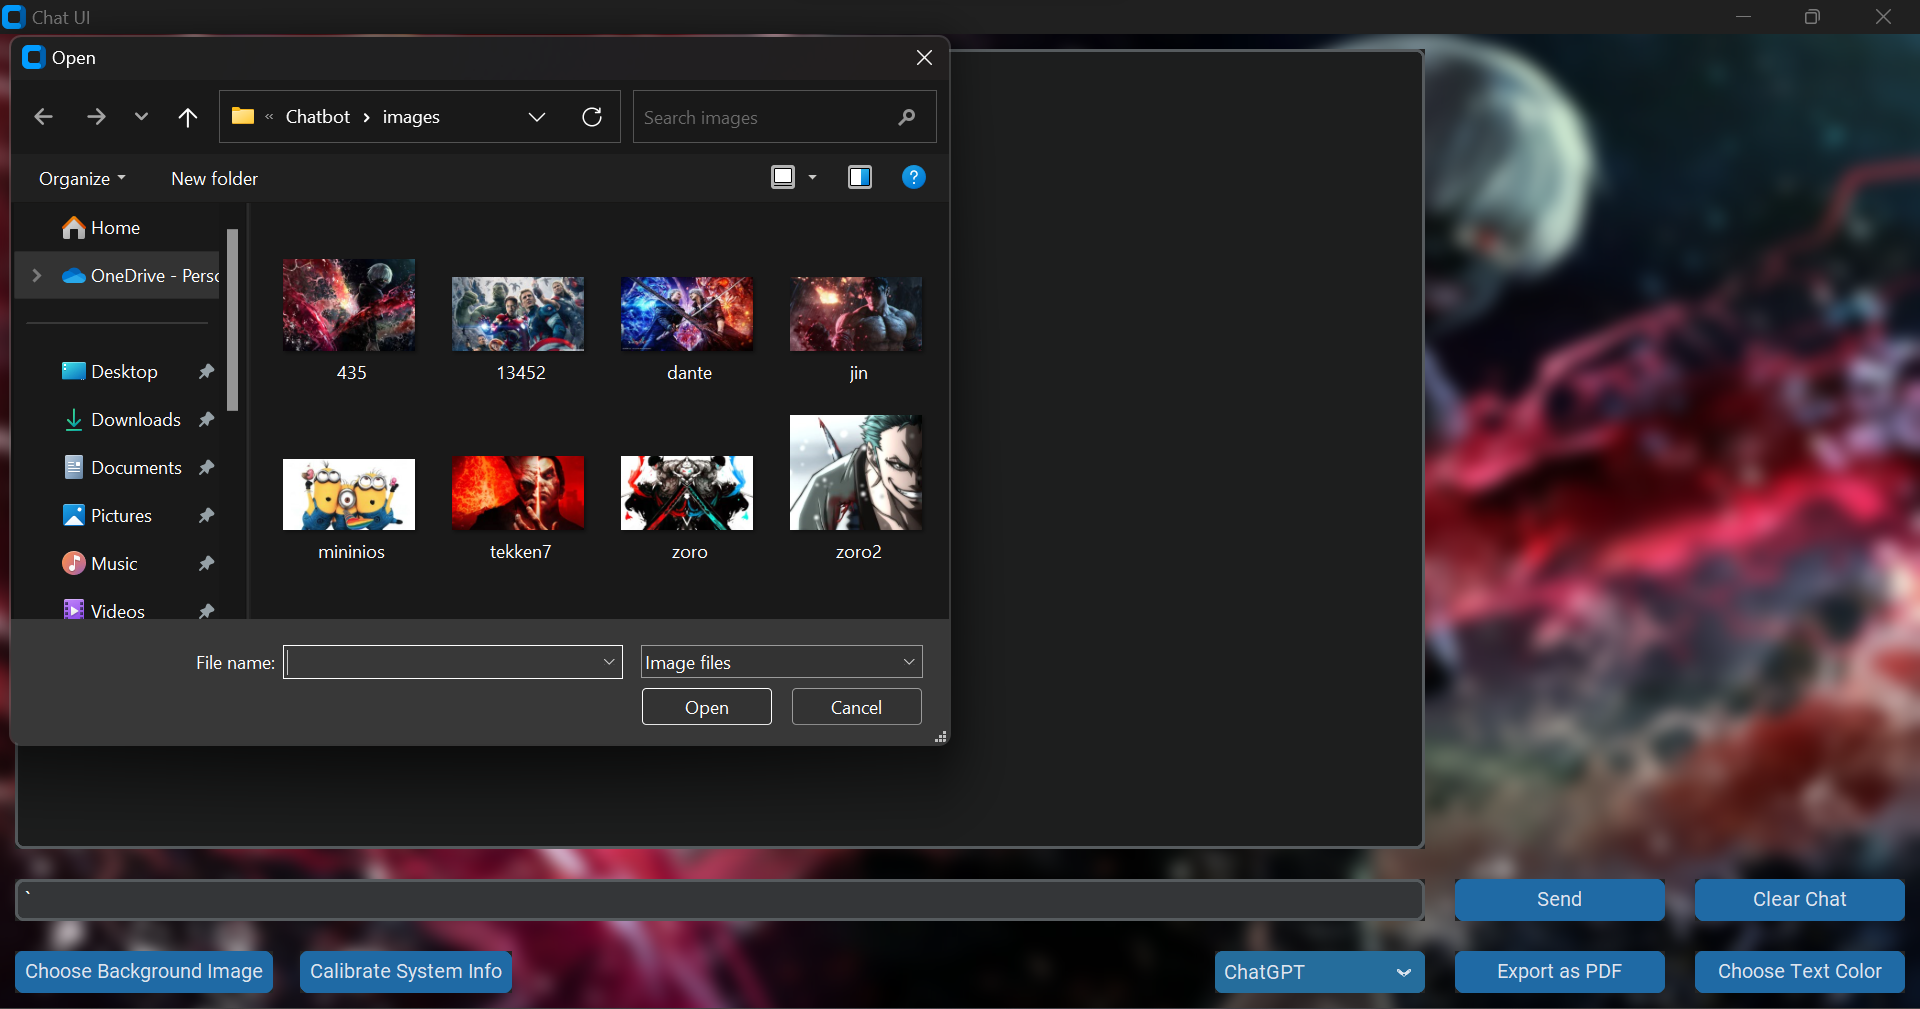 Chat UI
Open
« Chatbot › images
Search images
Organize
New folder
?
Home
OneDrive - Persc
Desktop
Downloads
Documents
Pictures
Music
Videos
435
13452
dante
jin
mininios
tekken7
zoro
zoro2
File name:
Image files
Open
Cancel
`
Send
Clear Chat
Choose Background Image
Calibrate System Info
ChatGPT
Export as PDF
Choose Text Color